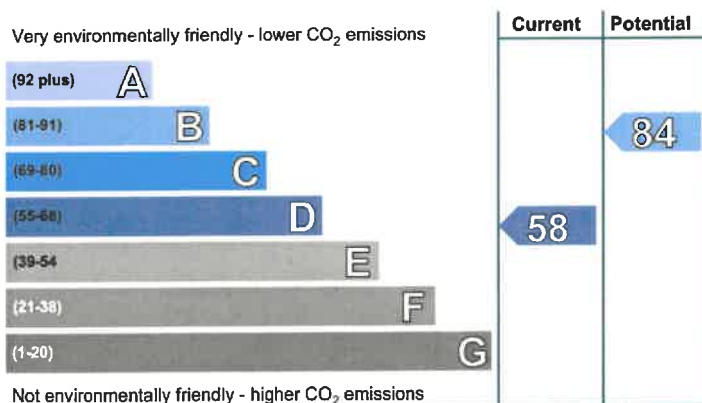 Current Potential
Very environmentally friendly - lower CO₂ emissions
(92 plus) A
(81-91) B
84
(69-80) C
(55-68) D
58
(39-54 E
(21-38) F
(1-20) G
Not environmentally friendly - higher CO₂ emissions